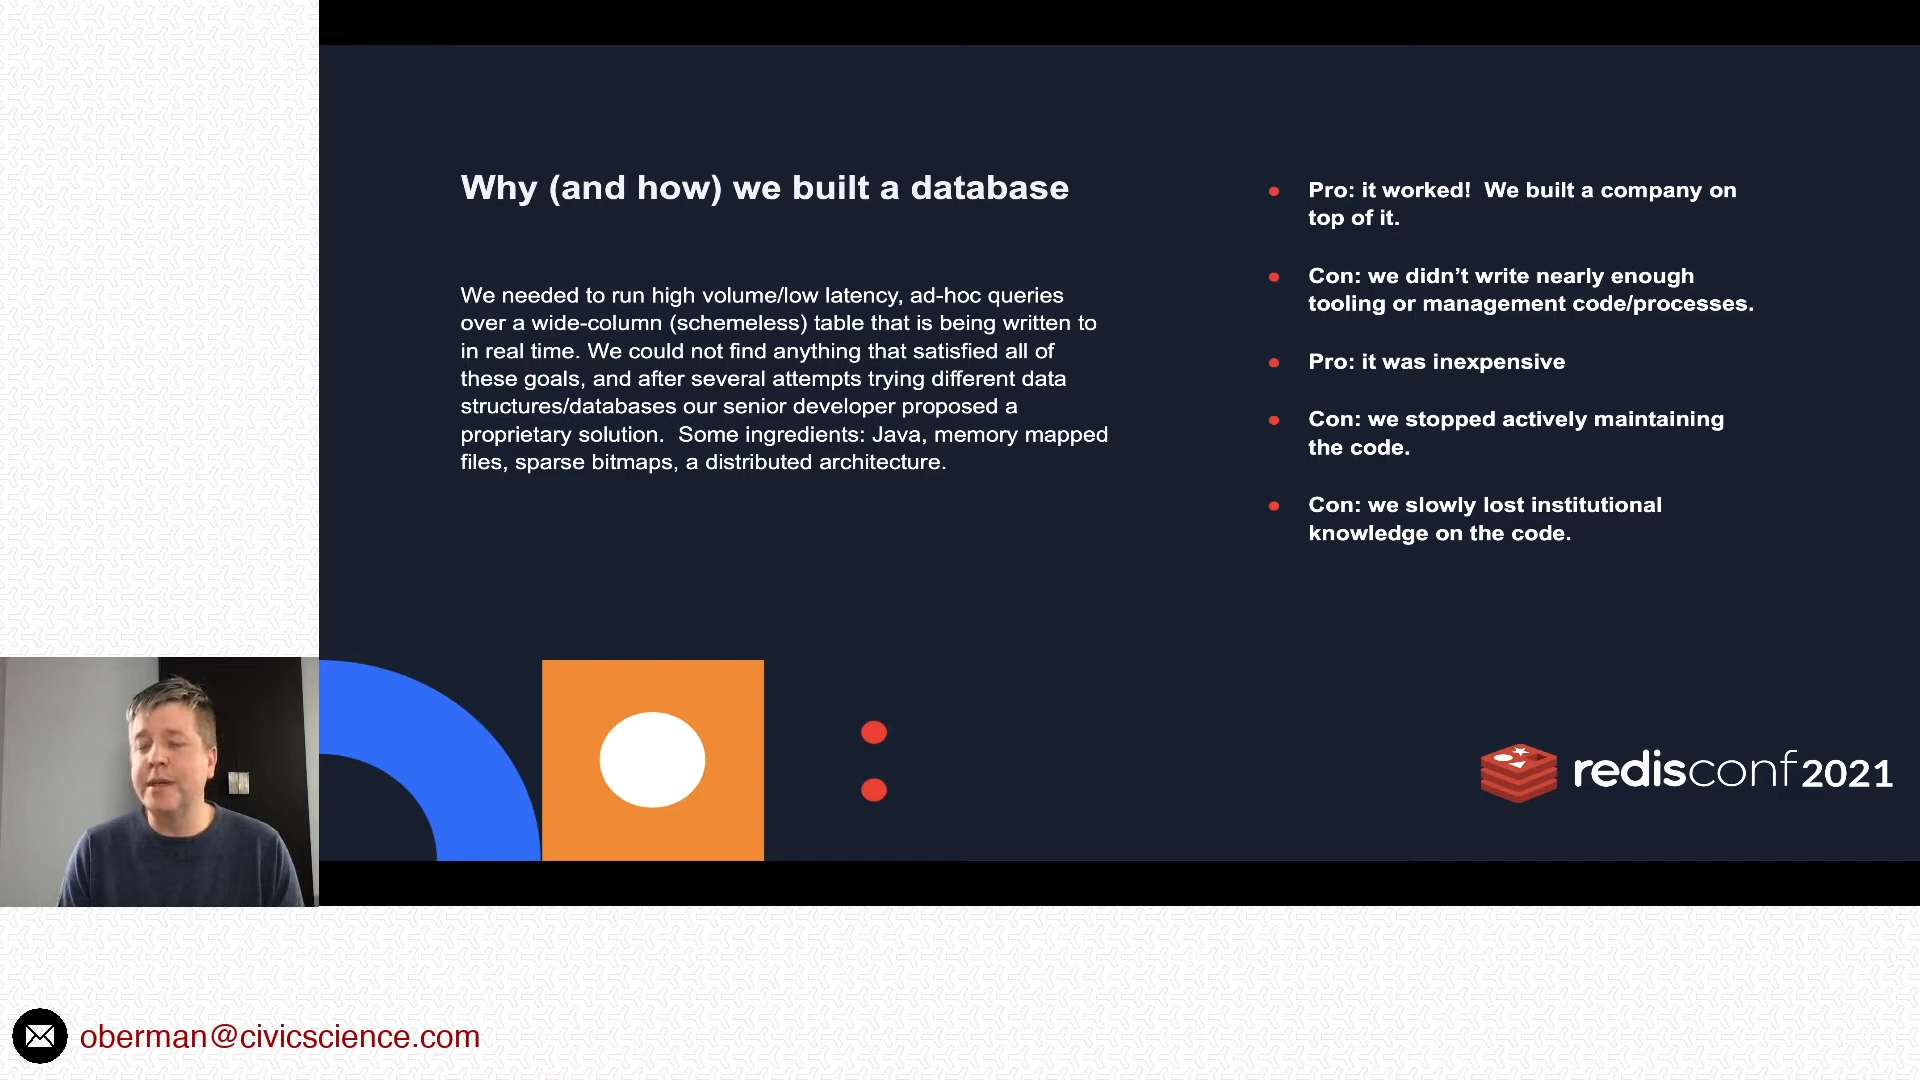 Why (and how) we built a database
We needed to run high volume/low latency, ad-hoc queries
over a wide-column (schemeless) table that is being written to
in real time. We could not find anything that satisfied all of
these goals, and after several attempts trying different data
structures/databases our senior developer proposed a
proprietary solution.  Some ingredients: Java, memory mapped
files, sparse bitmaps, a distributed architecture.
Pro: it worked!  We built a company on
top of it.
Con: we didn’t write nearly enough
tooling or management code/processes.
Pro: it was inexpensive
Con: we stopped actively maintaining
the code.
Con: we slowly lost institutional
knowledge on the code.
redisconf 2021
oberman@civicscience.com